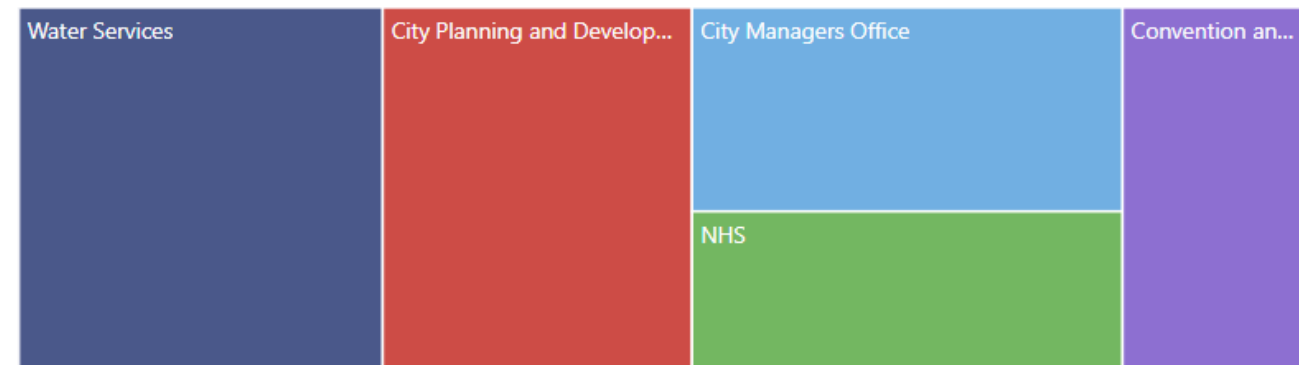 Water Services
City Planning and Develop...
City Managers Office
Convention an...
NHS